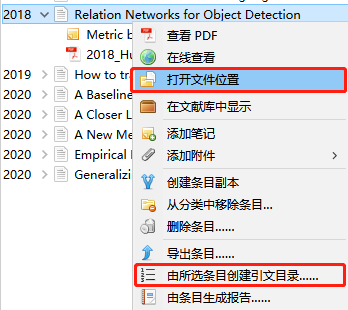 2018 Relation Networks for Object Detection
Metric b
2018_Hu
2019 How to tra
2020 A Baseline
2020 A Closer L
2020 A New Me
2020 Empirical
2020 Generalizi
查看 PDF
在线查看
打开文件位置
在文献库中显示
添加笔记
添加附件
创建条目副本
从分类中移除条目...
删除条目......
导出条目......
由所选条目创建引文目录......
由条目生成报告......